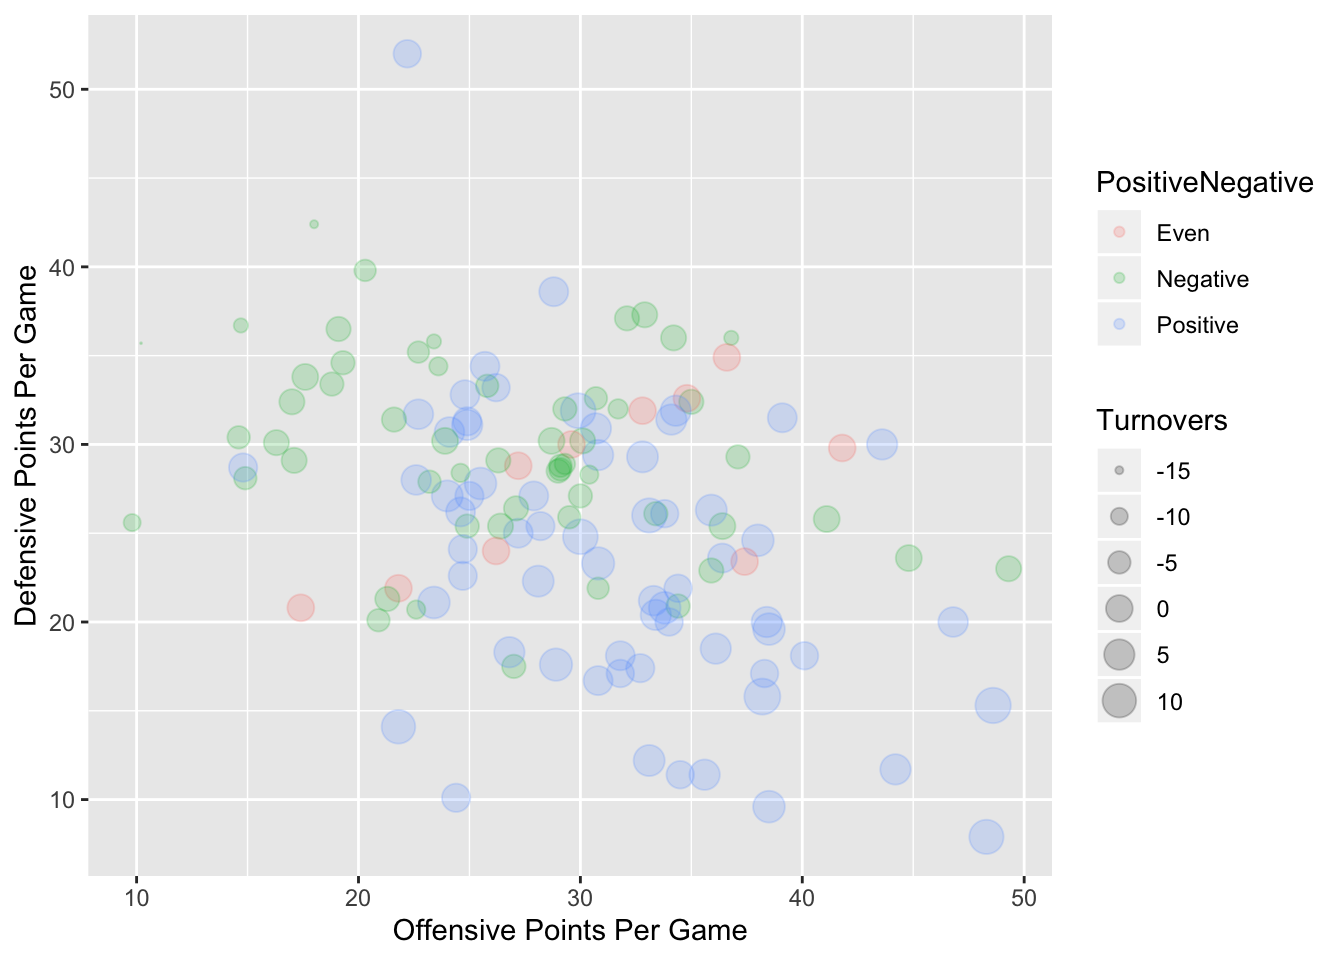 50
40
30
20
10
Defensive Points Per Game
10 20 30 40 50
Offensive Points Per Game
PositiveNegative
Even
Negative
Positive
Turnovers
-15
-10
-5
0
5
10